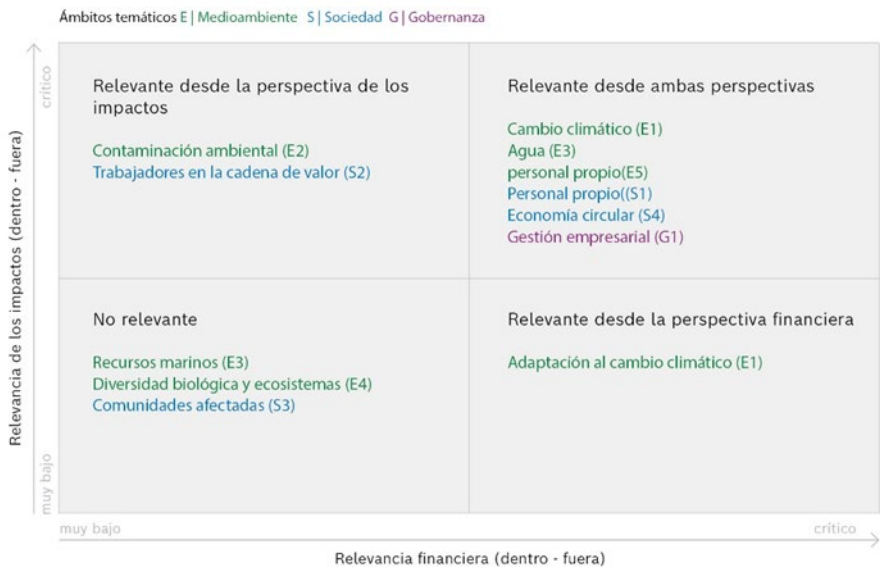 Ámbitos temáticos E | Medioambiente S | Sociedad G | Gobernanza
crítico
Relevante desde la perspectiva de los
impactos
Contaminación ambiental (E2)
Trabajadores en la cadena de valor (S2)
Relevante desde ambas perspectivas
Cambio climático (E1)
Agua (E3)
personal propio(E5)
Personal propio((S1)
Economía circular (S4)
Gestión empresarial (G1)
Relevancia de los impactos (dentro - fuera)
No relevante
Recursos marinos (E3)
Diversidad biológica y ecosistemas (E4)
Comunidades afectadas (S3)
Relevante desde la perspectiva financiera
Adaptación al cambio climático (E1)
muy bajo
muy bajo
crítico
Relevancia financiera (dentro - fuera)